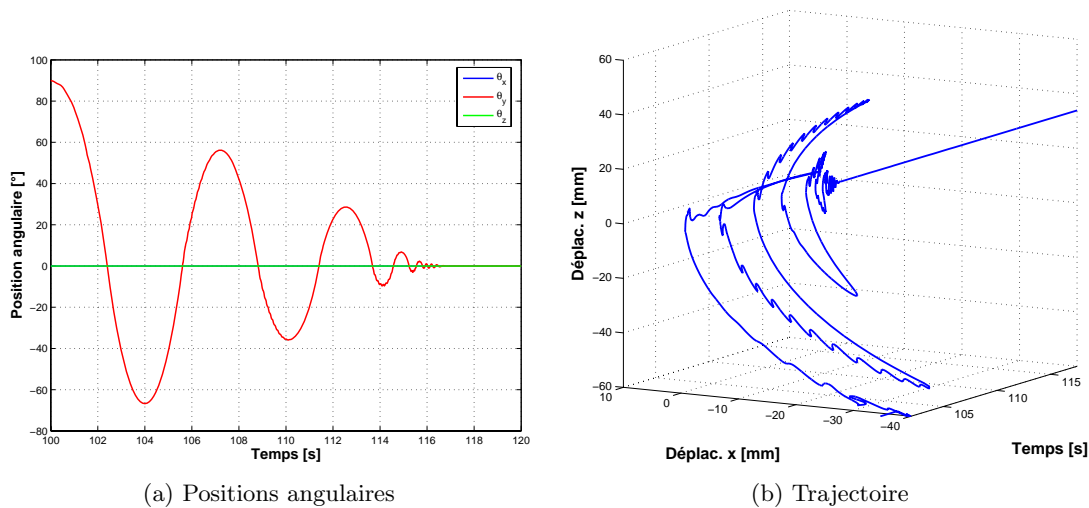 100
80
60
40
20
0
−20
−40
−60
−80
100 102 104 106 108 110 112 114 116 118 120
Position angulaire [°]
Temps [s]
θx
θy
θz
(a) Positions angulaires
60
40
20
0
−20
−40
−60
10
0
−10
−20
−30
−40
105
110
115
Déplac. z [mm]
Déplac. x [mm]
Temps [s]
(b) Trajectoire